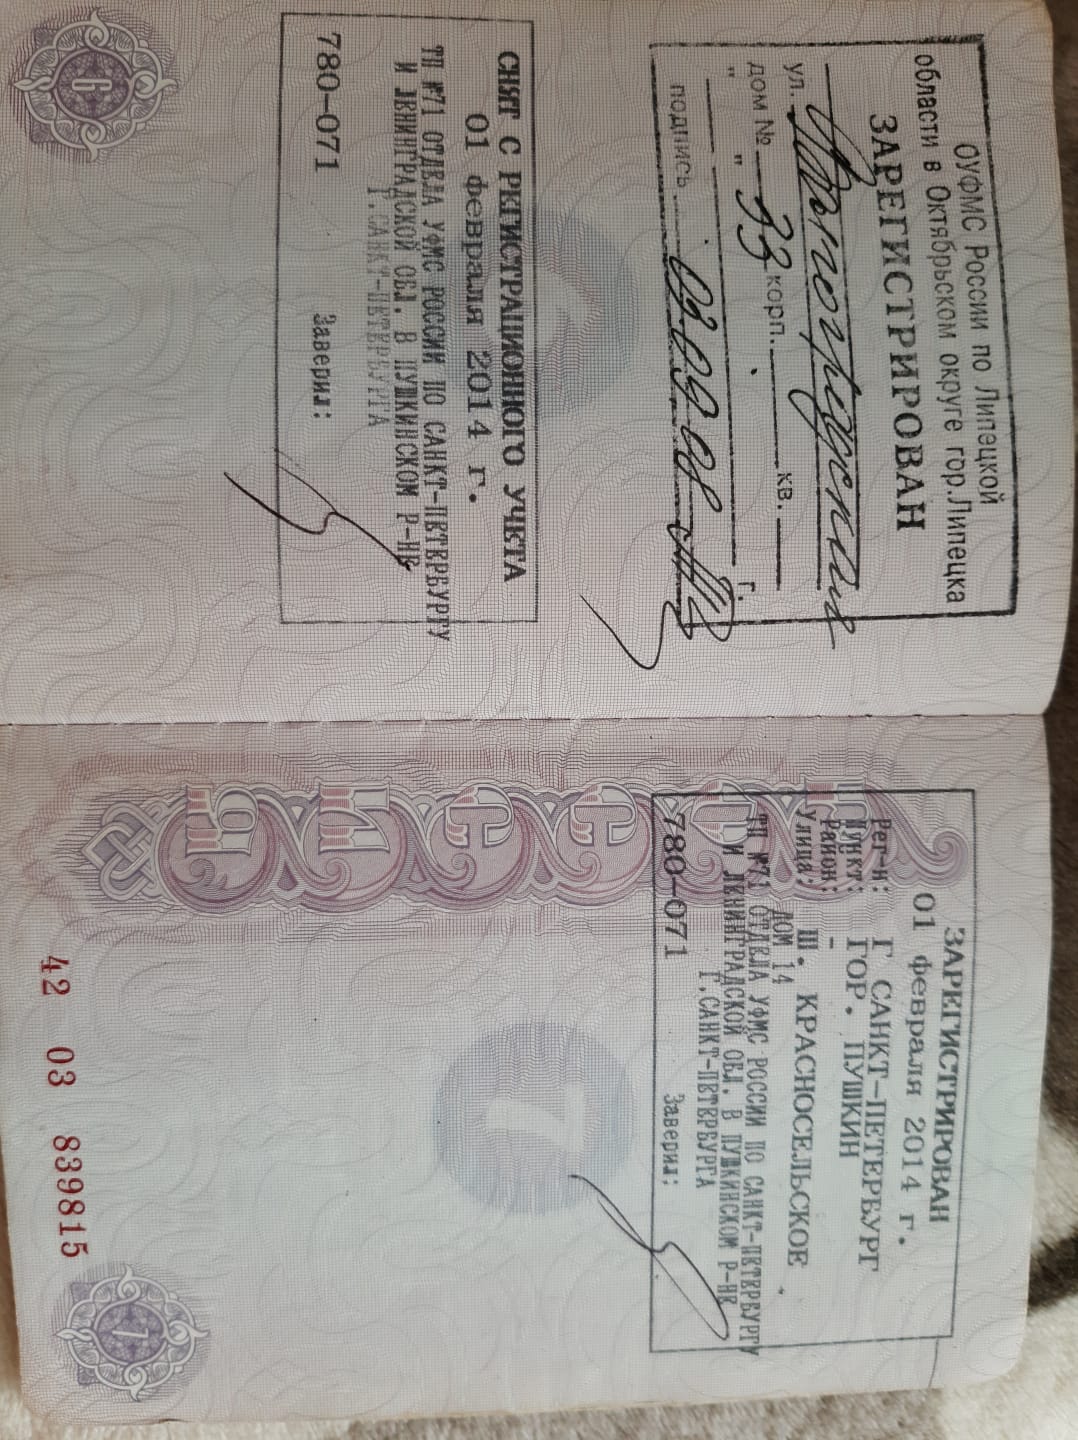 ОУФМС России по Липецкой
области в Октябрьском округе гор.Липецка
ЗАРЕГИСТРИРОВАН
ул.
дом № 33 корп. кв.
" " г.
подпись
СНЯТ С РЕГИСТРАЦИОННОГО УЧЕТА
01 февраля 2014 г.
ТП №71 ОТДЕЛА УФМС РОССИИ ПО САНКТ-ПЕТЕРБУРГУ
И ЛЕНИНГРАДСКОЙ ОБЛ. В ПУШКИНСКОМ Р-НЕ
Г.САНКТ-ПЕТЕРБУРГА
780-071 Заверил:
6
ЗАРЕГИСТРИРОВАН
01 февраля 2014 г.
Рег-н: Г. САНКТ-ПЕТЕРБУРГ
Пункт: ГОР. ПУШКИН
Район: -
Улица: Ш. КРАСНОСЕЛЬСКОЕ
ДОМ 14
ТП №71 ОТДЕЛА УФМС РОССИИ ПО САНКТ-ПЕТЕРБУРГУ
И ЛЕНИНГРАДСКОЙ ОБЛ. В ПУШКИНСКОМ Р-НЕ
Г.САНКТ-ПЕТЕРБУРГА
780-071 Заверил:
Россия
7
42 03 839815
7